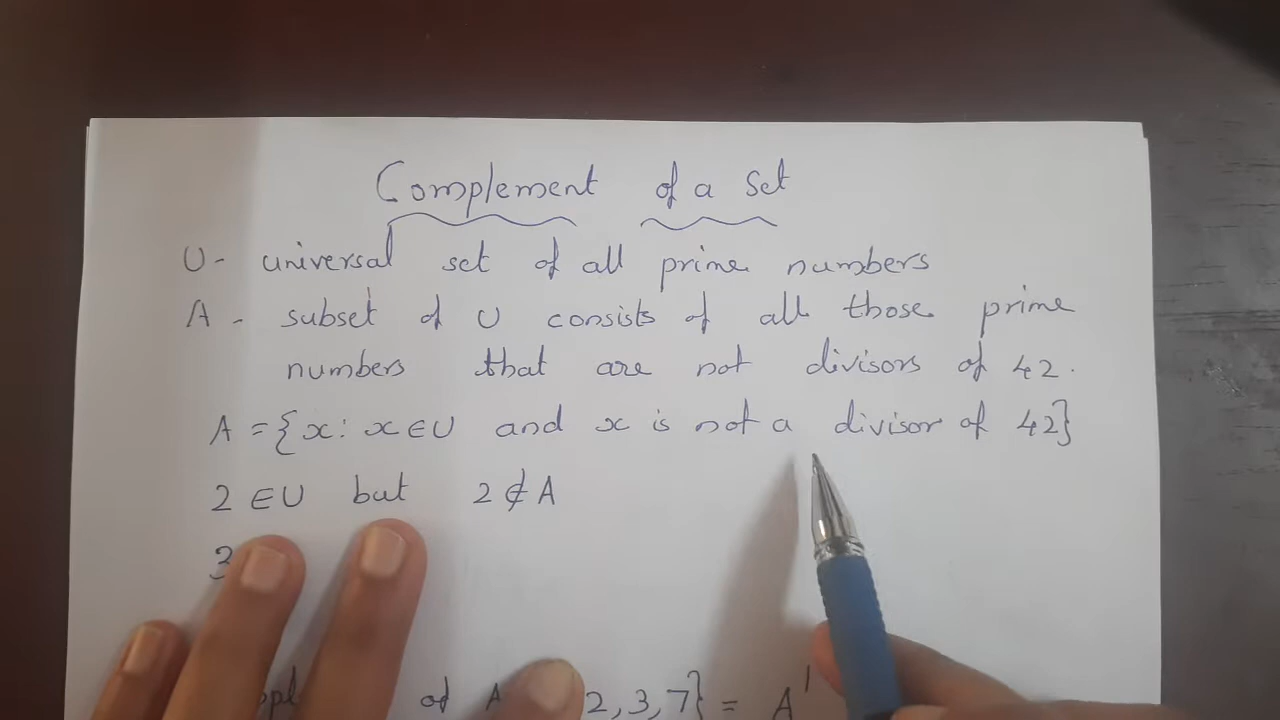 Complement of a set
U - universal set of all prime numbers
A - subset of U consists of all those prime
numbers that are not divisors of 42.
A = {x : x ∈ U and x is not a divisor of 42}
2 ∈ U but 2 ∉ A
3
of A 2, 3, 7} = A'